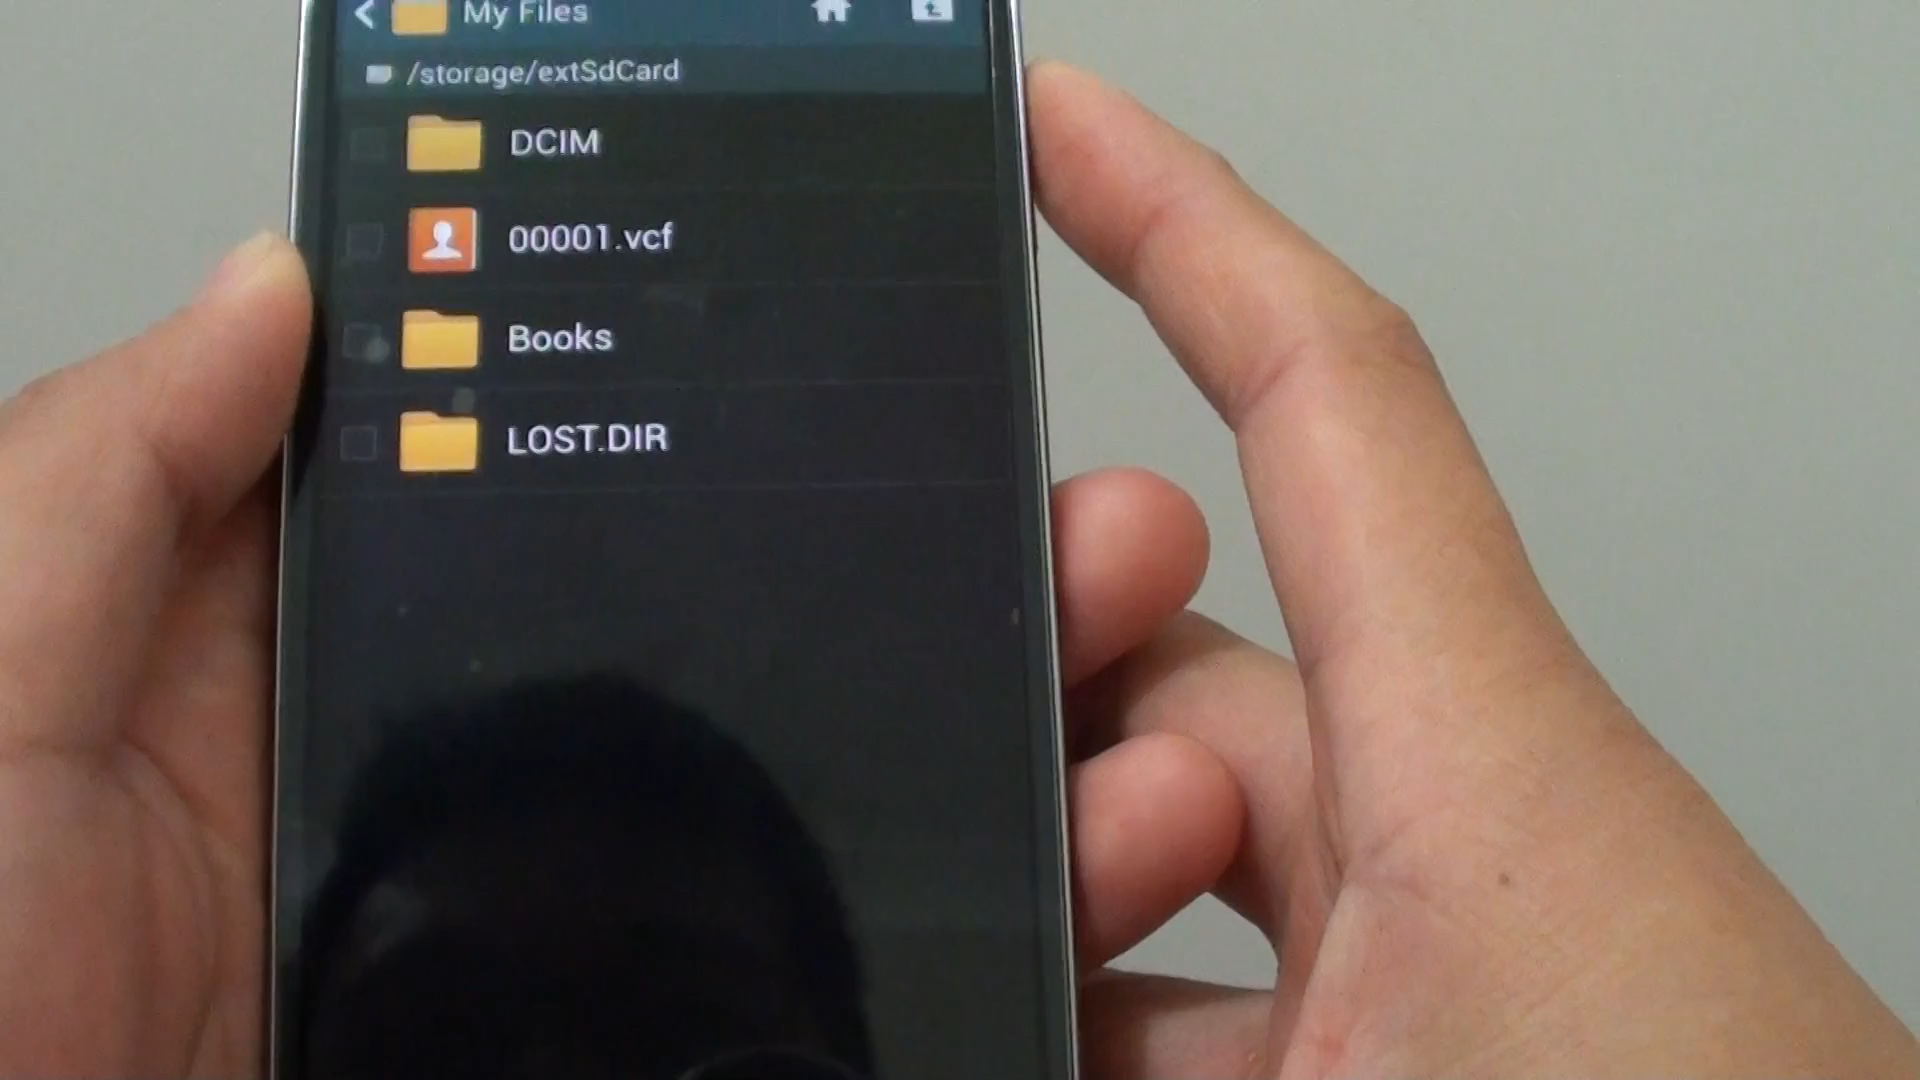 My Files
/storage/extSdCard
DCIM
00001.vcf
Books
LOST.DIR